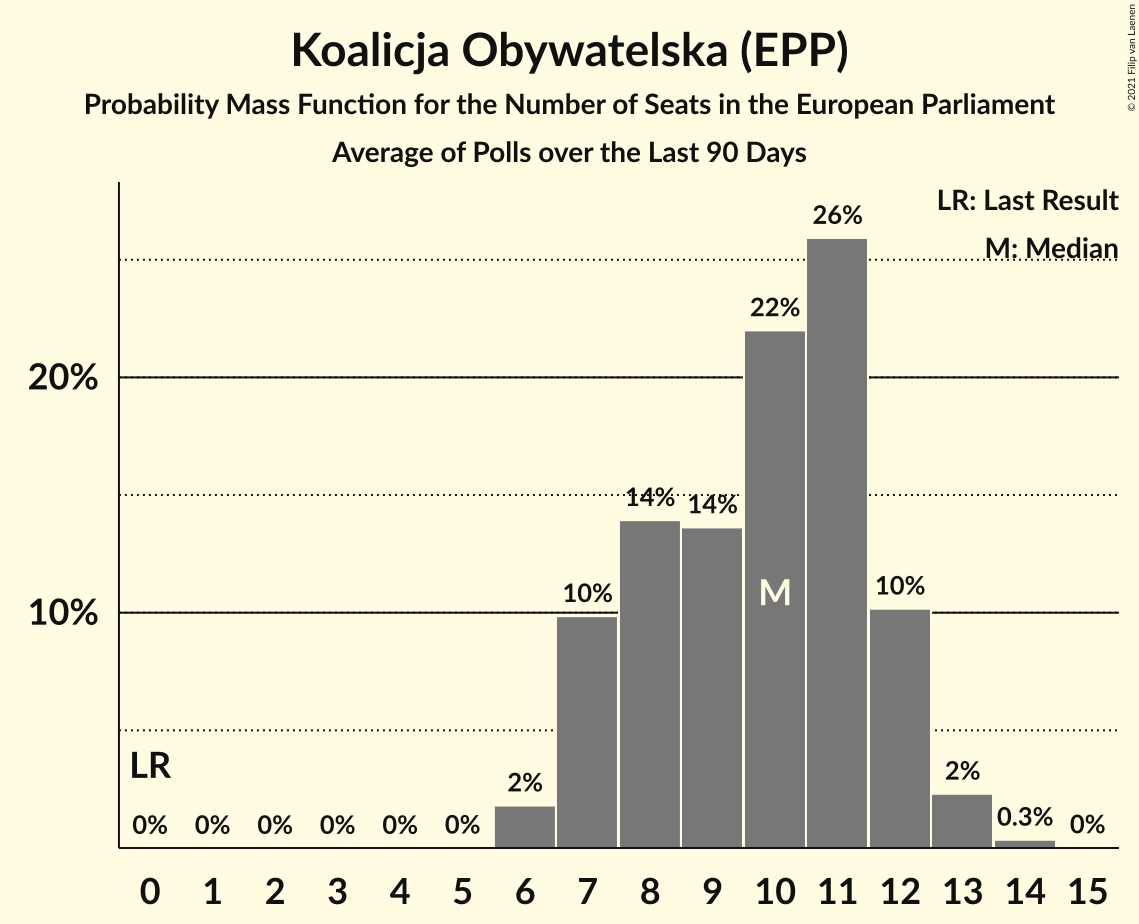 © 2021 Filip van Laenen
Koalicja Obywatelska (EPP)
Probability Mass Function for the Number of Seats in the European Parliament
Average of Polls over the Last 90 Days
LR: Last Result
M: Median
26%
22%
20%
14% 14%
10% 10%
M
10%
LR
2% 2%
0% 0% 0% 0% 0% 0% 0.3% 0%
0 1 2 3 4 5 6 7 8 9 10 11 12 13 14 15